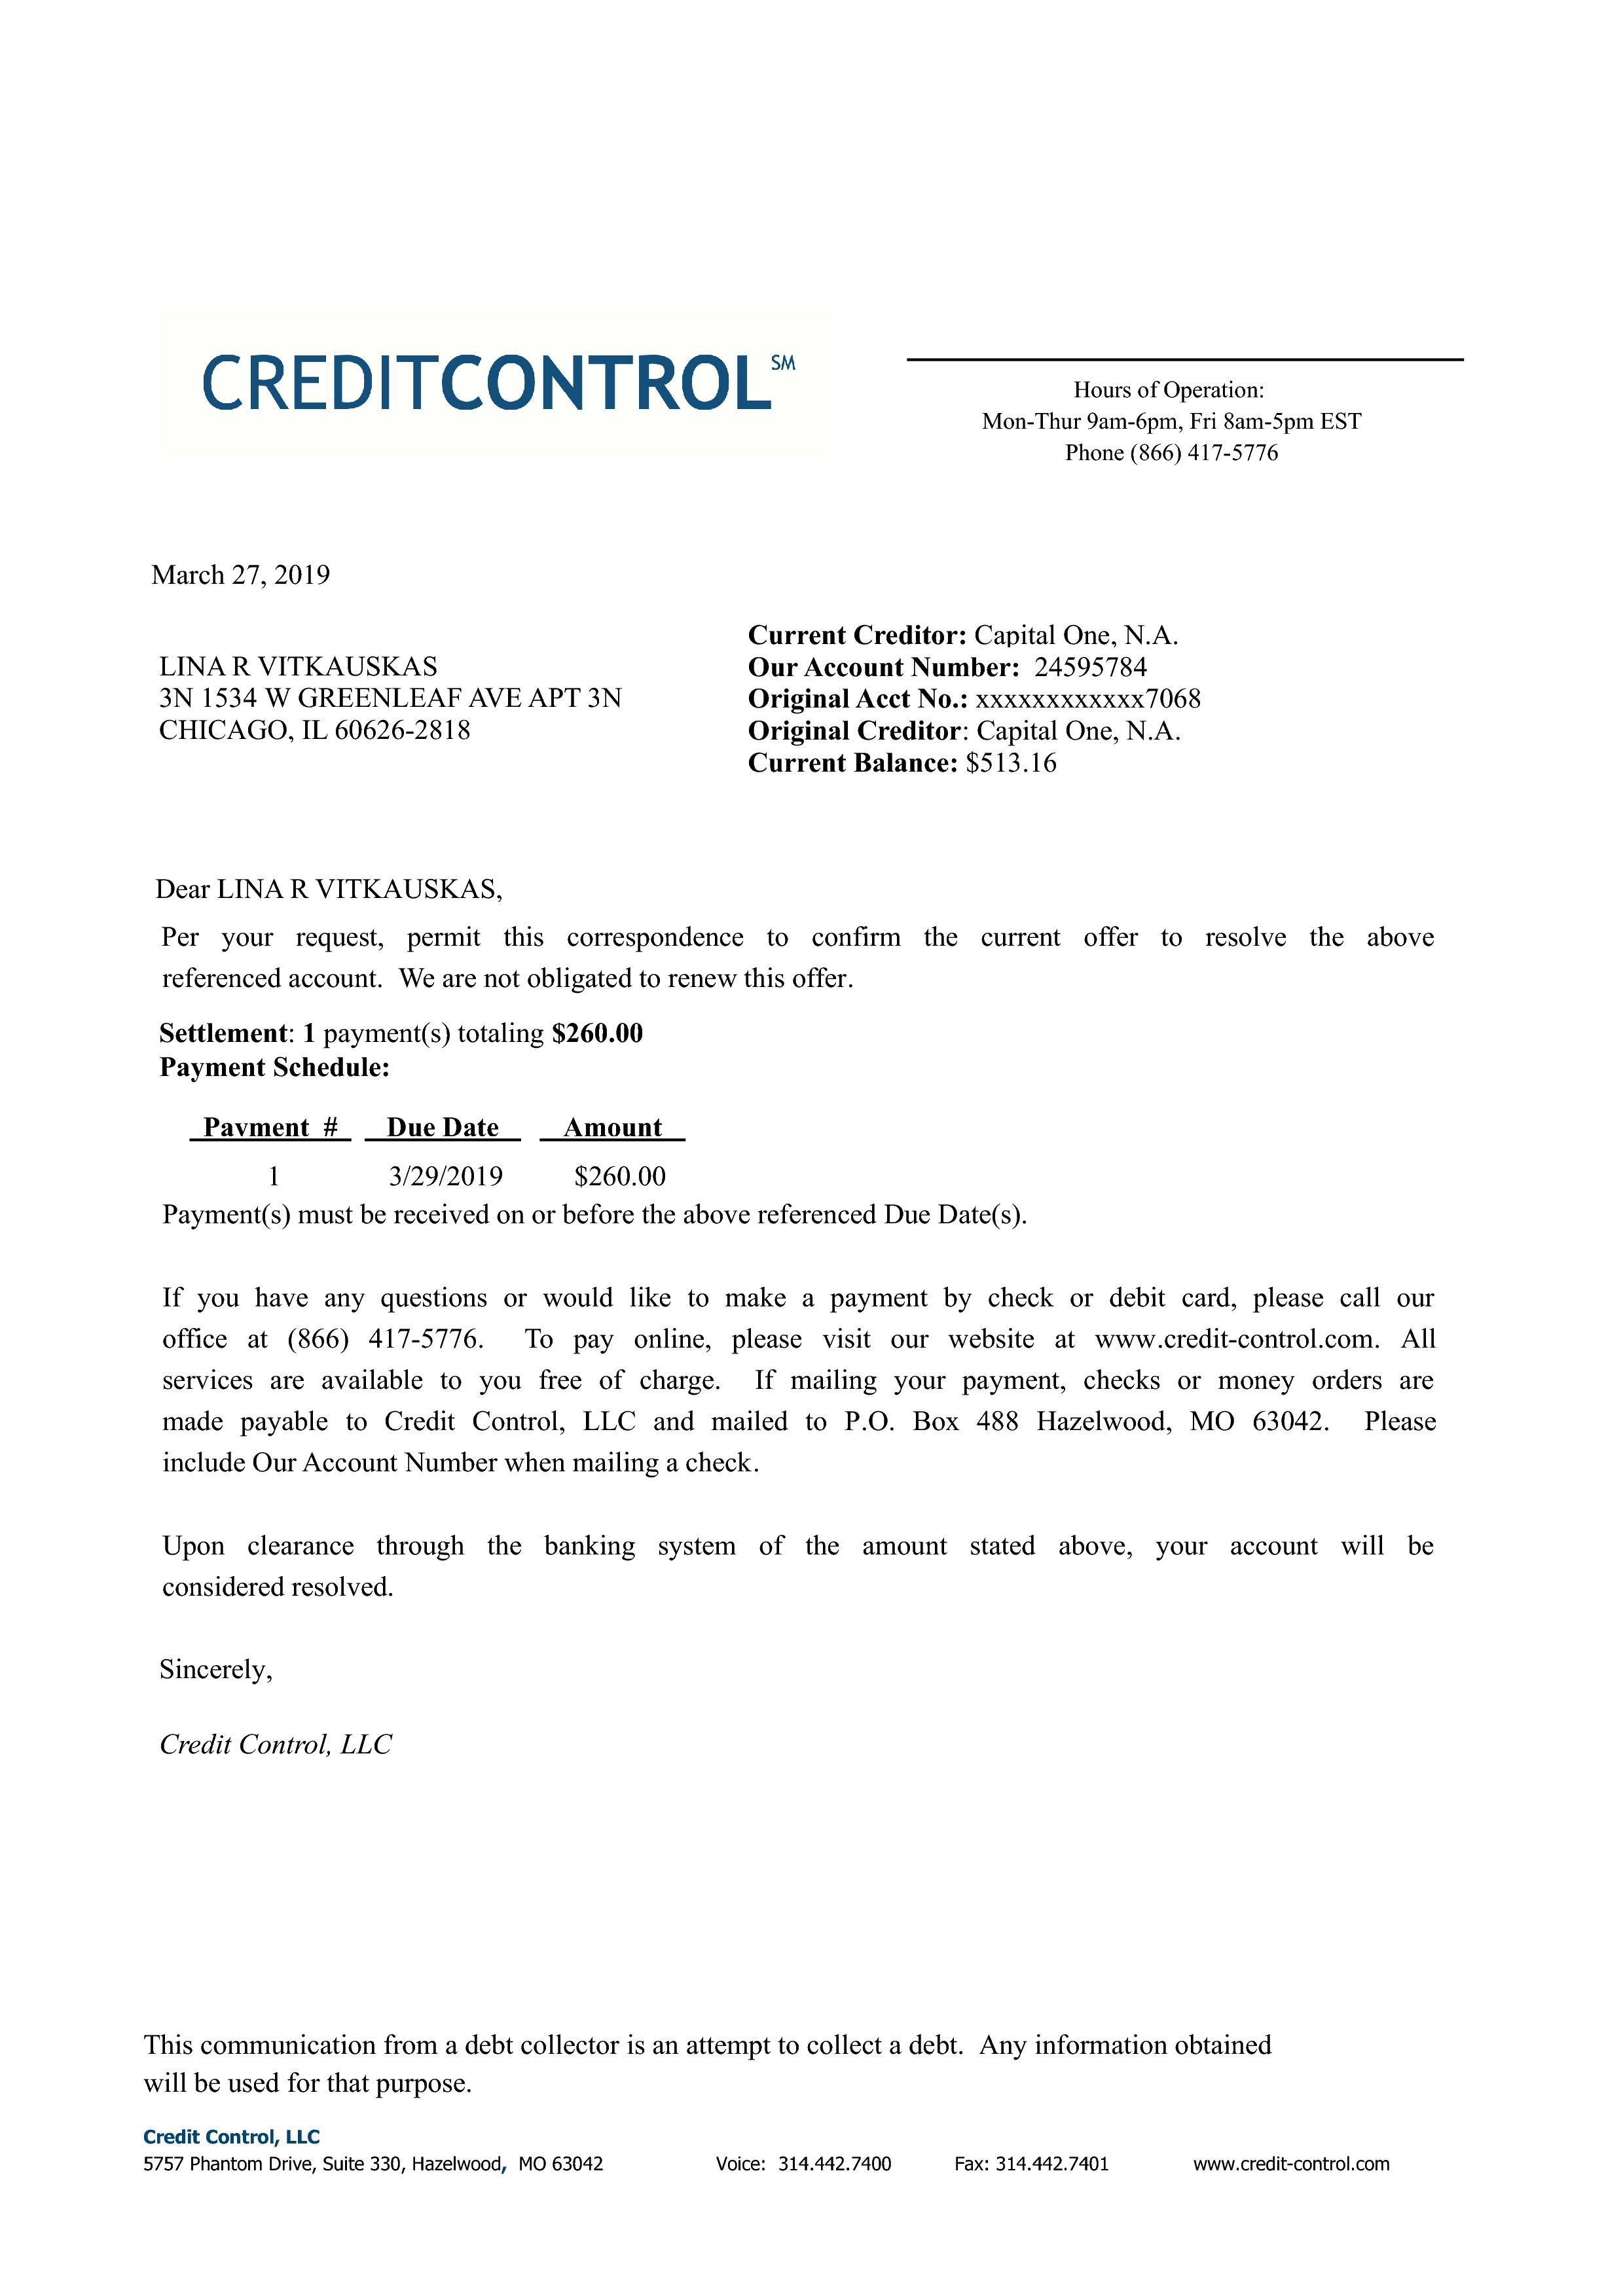 CREDITCONTROL SM
Hours of Operation:
Mon-Thur 9am-6pm, Fri 8am-5pm EST
Phone (866) 417-5776
March 27, 2019
LINA R VITKAUSKAS
3N 1534 W GREENLEAF AVE APT 3N
CHICAGO, IL 60626-2818
Current Creditor: Capital One, N.A.
Our Account Number: 24595784
Original Acct No.: xxxxxxxxxxxx7068
Original Creditor: Capital One, N.A.
Current Balance: $513.16
Dear LINA R VITKAUSKAS,
Per your request, permit this correspondence to confirm the current offer to resolve the above
referenced account. We are not obligated to renew this offer.
Settlement: 1 payment(s) totaling $260.00
Payment Schedule:
Payment # Due Date Amount
1 3/29/2019 $260.00
Payment(s) must be received on or before the above referenced Due Date(s).
If you have any questions or would like to make a payment by check or debit card, please call our
office at (866) 417-5776. To pay online, please visit our website at www.credit-control.com. All
services are available to you free of charge. If mailing your payment, checks or money orders are
made payable to Credit Control, LLC and mailed to P.O. Box 488 Hazelwood, MO 63042. Please
include Our Account Number when mailing a check.
Upon clearance through the banking system of the amount stated above, your account will be
considered resolved.
Sincerely,
Credit Control, LLC
This communication from a debt collector is an attempt to collect a debt. Any information obtained
will be used for that purpose.
Credit Control, LLC
5757 Phantom Drive, Suite 330, Hazelwood, MO 63042 Voice: 314.442.7400 Fax: 314.442.7401 www.credit-control.com